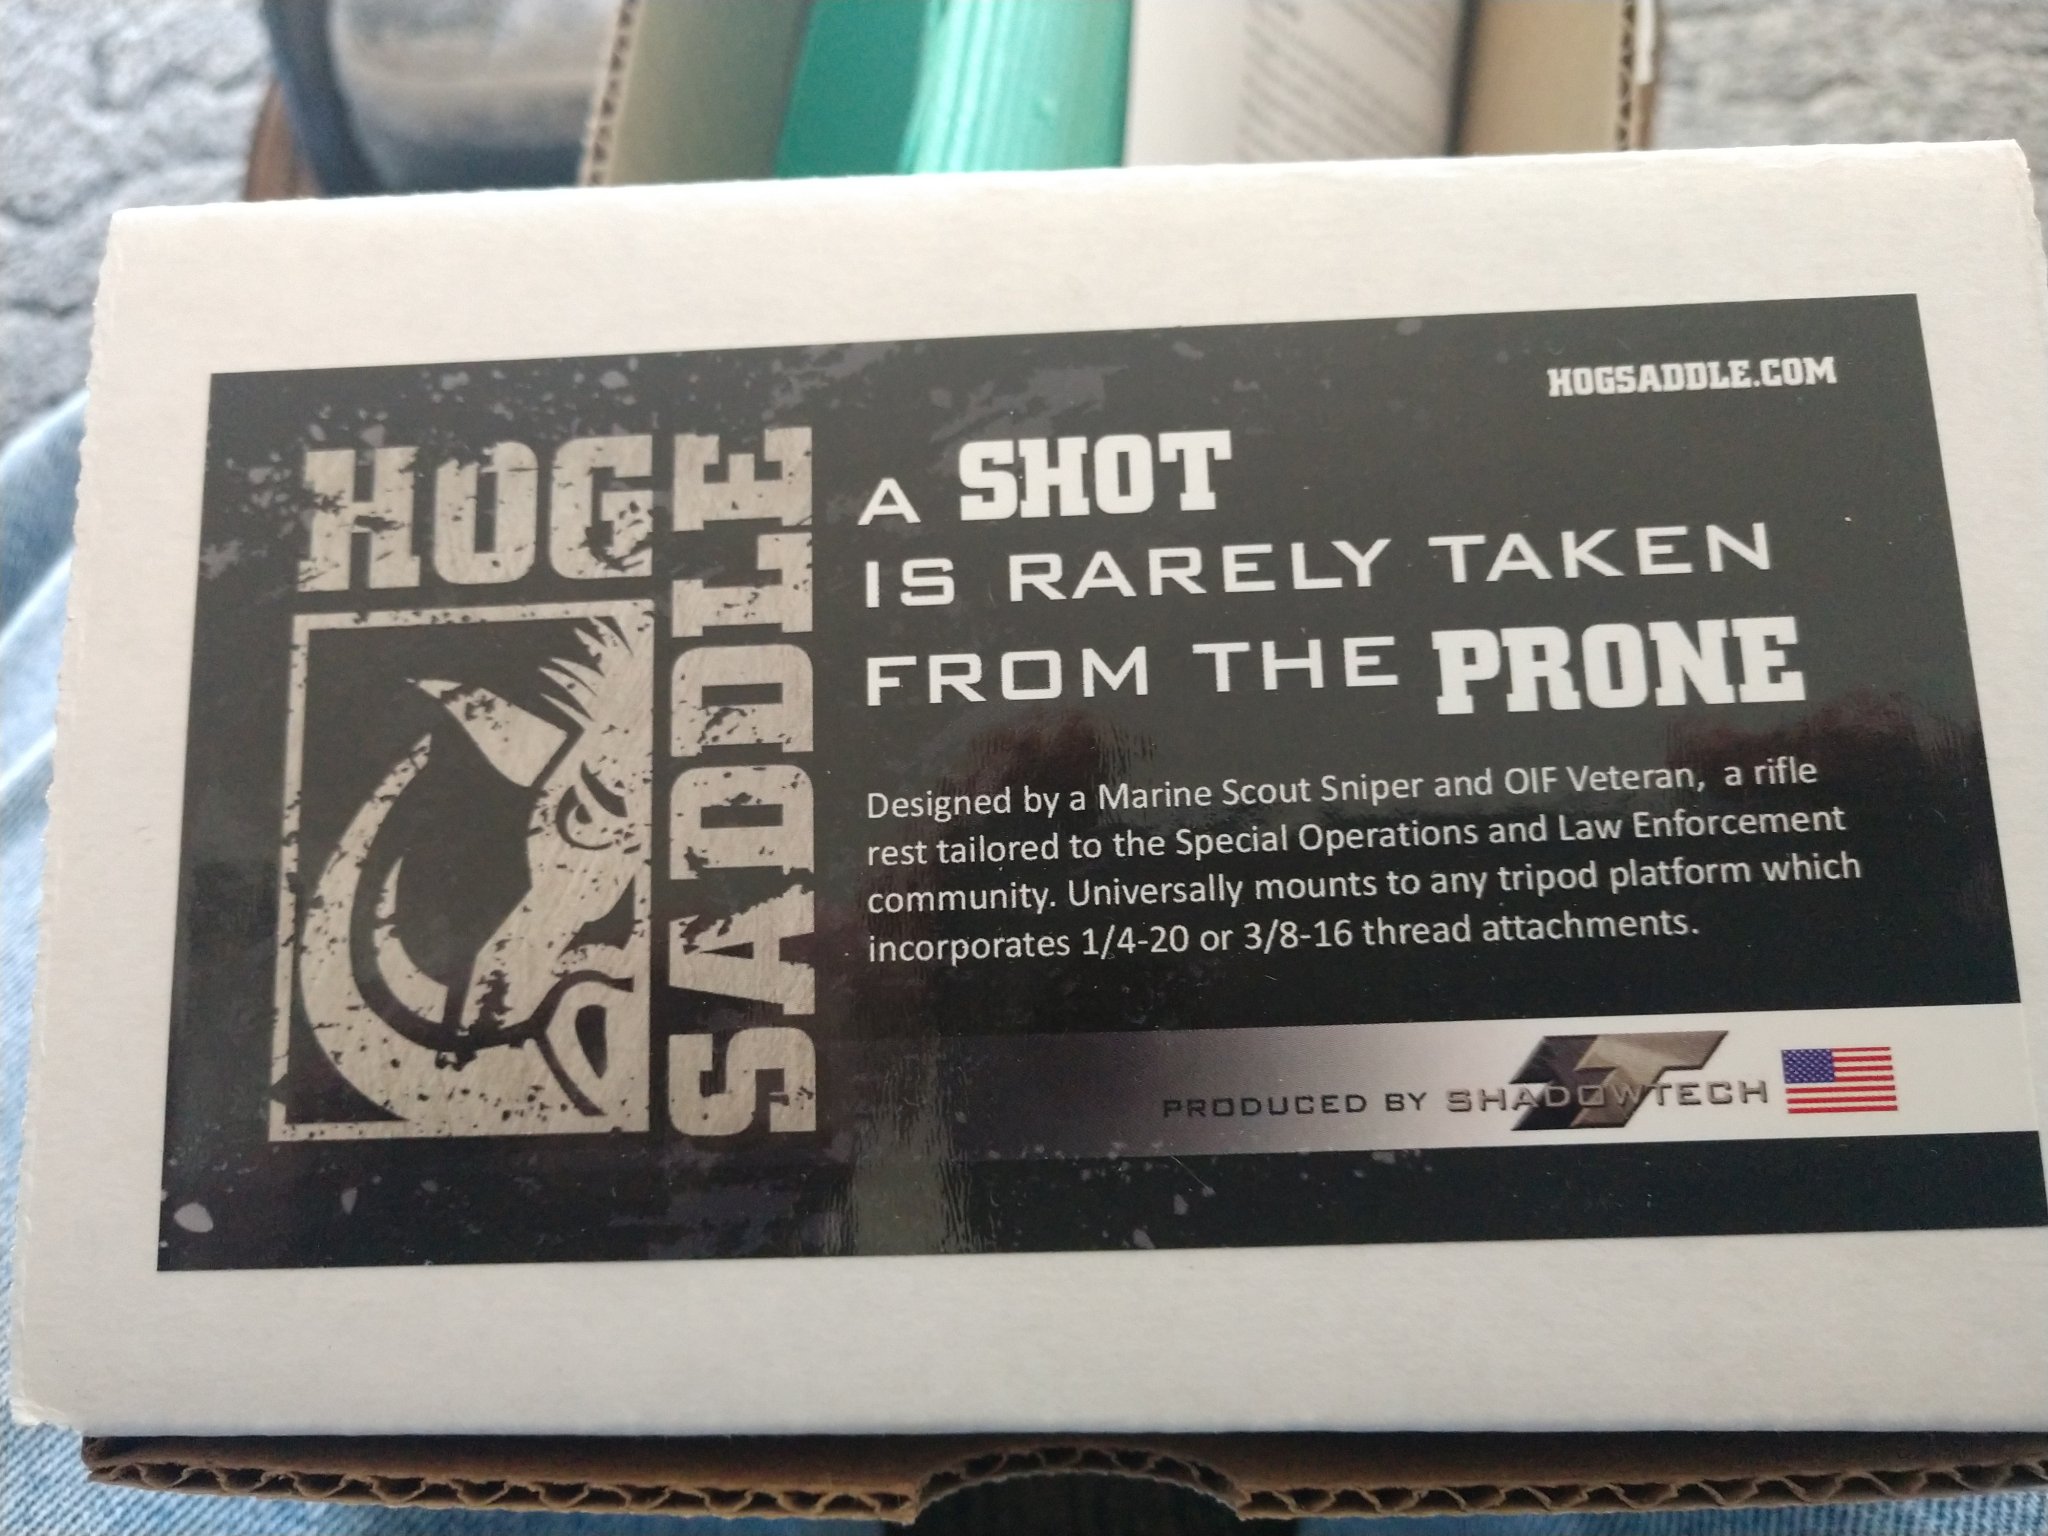 HOGSADDLE.COM
HOGE
SADDLE
A SHOT
IS RARELY TAKEN
FROM THE PRONE
Designed by a Marine Scout Sniper and OIF Veteran, a rifle
rest tailored to the Special Operations and Law Enforcement
community. Universally mounts to any tripod platform which
incorporates 1/4-20 or 3/8-16 thread attachments.
PRODUCED BY SHADOWTECH